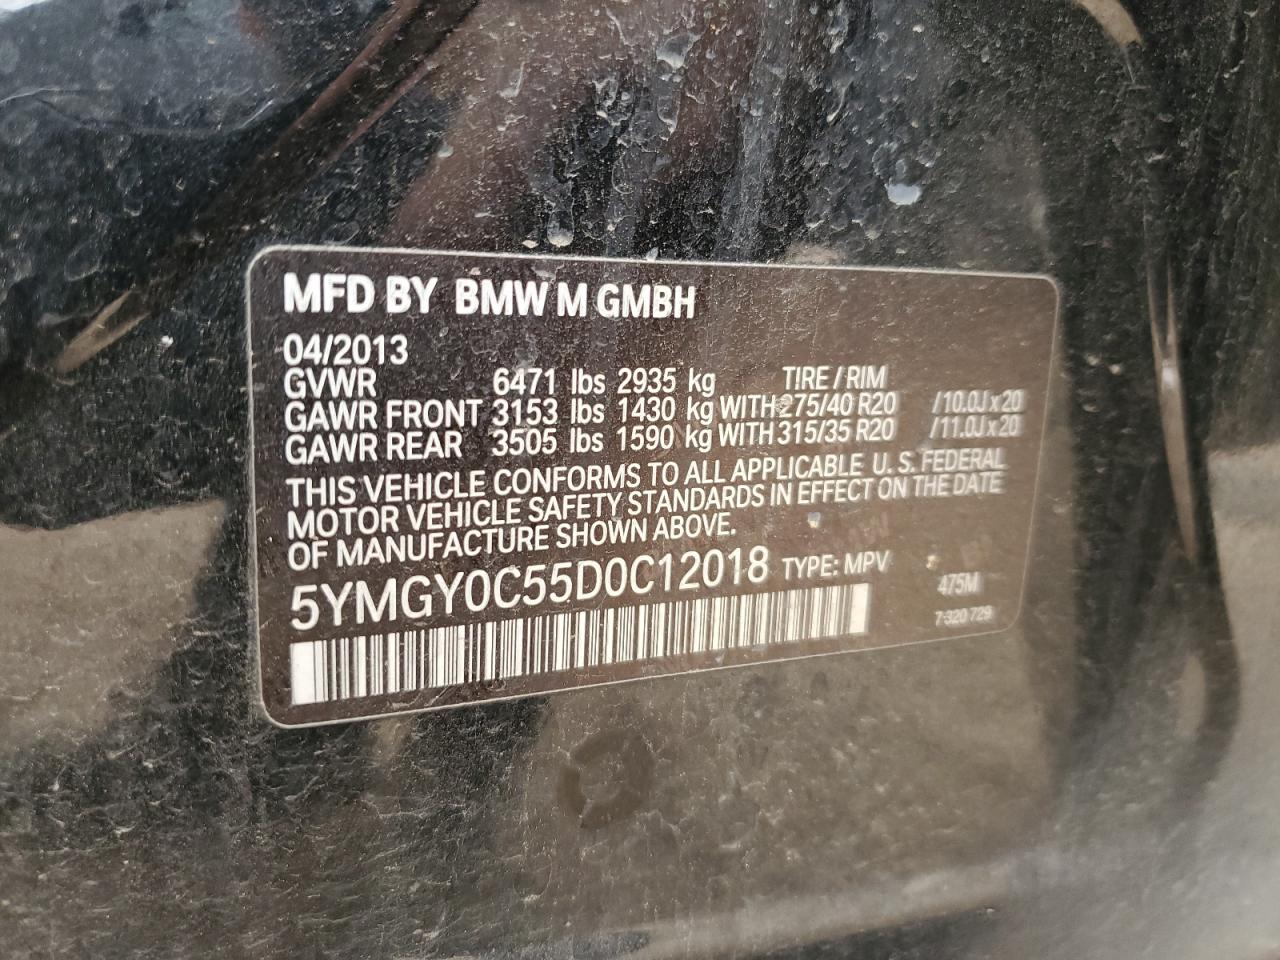 MFD BY BMW M GMBH
04/2013
GVWR 6471 lbs 2935 kg TIRE / RIM
GAWR FRONT 3153 lbs 1430 kg WITH 275/40 R20 /10.0J x 20
GAWR REAR 3505 lbs 1590 kg WITH 315/35 R20 /11.0J x 20
THIS VEHICLE CONFORMS TO ALL APPLICABLE U. S. FEDERAL
MOTOR VEHICLE SAFETY STANDARDS IN EFFECT ON THE DATE
OF MANUFACTURE SHOWN ABOVE.
5YMGY0C55D0C12018 TYPE: MPV 475M
7-320 729